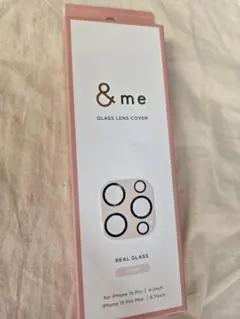 & me
GLASS LENS COVER
REAL GLASS
for iPhone 15 Pro | 6.1inch
iPhone 15 Pro Max | 6.7inch